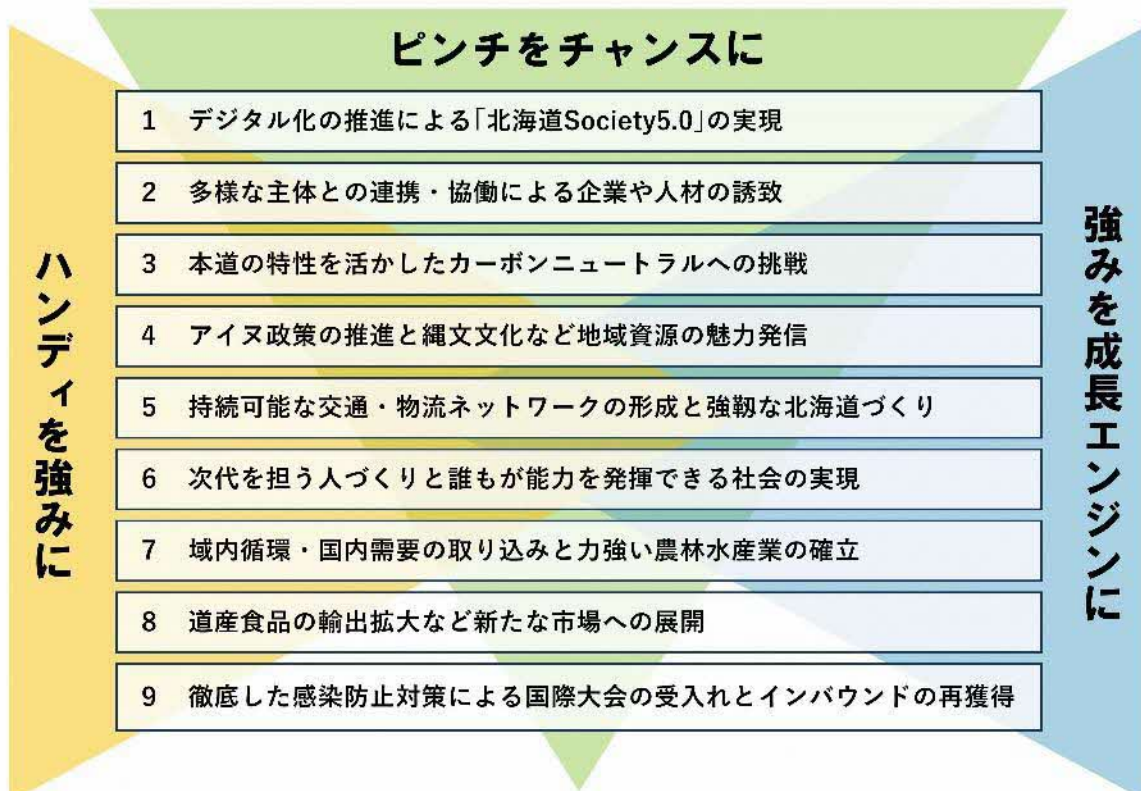 ピンチをチャンスに
ハンディを強みに
1 デジタル化の推進による「北海道Society5.0」の実現
2 多様な主体との連携・協働による企業や人材の誘致
3 本道の特性を活かしたカーボンニュートラルへの挑戦
4 アイヌ政策の推進と縄文文化など地域資源の魅力発信
5 持続可能な交通・物流ネットワークの形成と強靱な北海道づくり
6 次代を担う人づくりと誰もが能力を発揮できる社会の実現
7 域内循環・国内需要の取り込みと力強い農林水産業の確立
8 道産食品の輸出拡大など新たな市場への展開
9 徹底した感染防止対策による国際大会の受入れとインバウンドの再獲得
強みを成長エンジンに